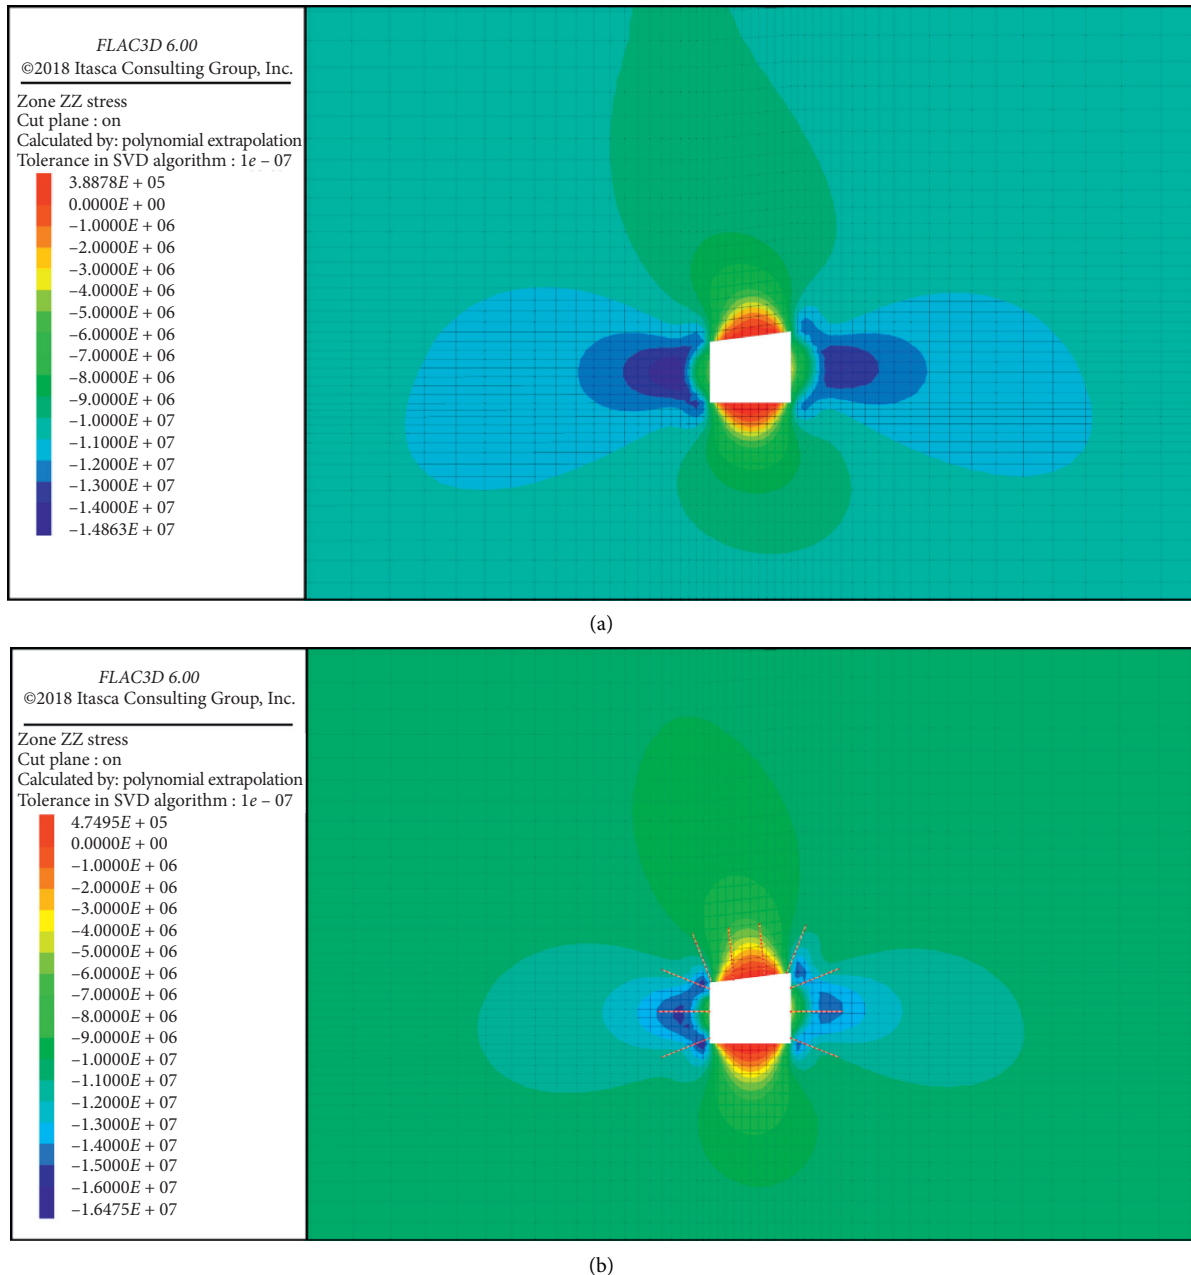 FLAC3D 6.00
©2018 Itasca Consulting Group, Inc.
Zone ZZ stress
Cut plane : on
Calculated by: polynomial extrapolation
Tolerance in SVD algorithm : 1e – 07
3.8878E + 05
0.0000E + 00
–1.0000E + 06
–2.0000E + 06
–3.0000E + 06
–4.0000E + 06
–5.0000E + 06
–6.0000E + 06
–7.0000E + 06
–8.0000E + 06
–9.0000E + 06
–1.0000E + 07
–1.1000E + 07
–1.2000E + 07
–1.3000E + 07
–1.4000E + 07
–1.4863E + 07
(a)
FLAC3D 6.00
©2018 Itasca Consulting Group, Inc.
Zone ZZ stress
Cut plane : on
Calculated by: polynomial extrapolation
Tolerance in SVD algorithm : 1e – 07
4.7495E + 05
0.0000E + 00
–1.0000E + 06
–2.0000E + 06
–3.0000E + 06
–4.0000E + 06
–5.0000E + 06
–6.0000E + 06
–7.0000E + 06
–8.0000E + 06
–9.0000E + 06
–1.0000E + 07
–1.1000E + 07
–1.2000E + 07
–1.3000E + 07
–1.4000E + 07
–1.5000E + 07
–1.6000E + 07
–1.6475E + 07
(b)